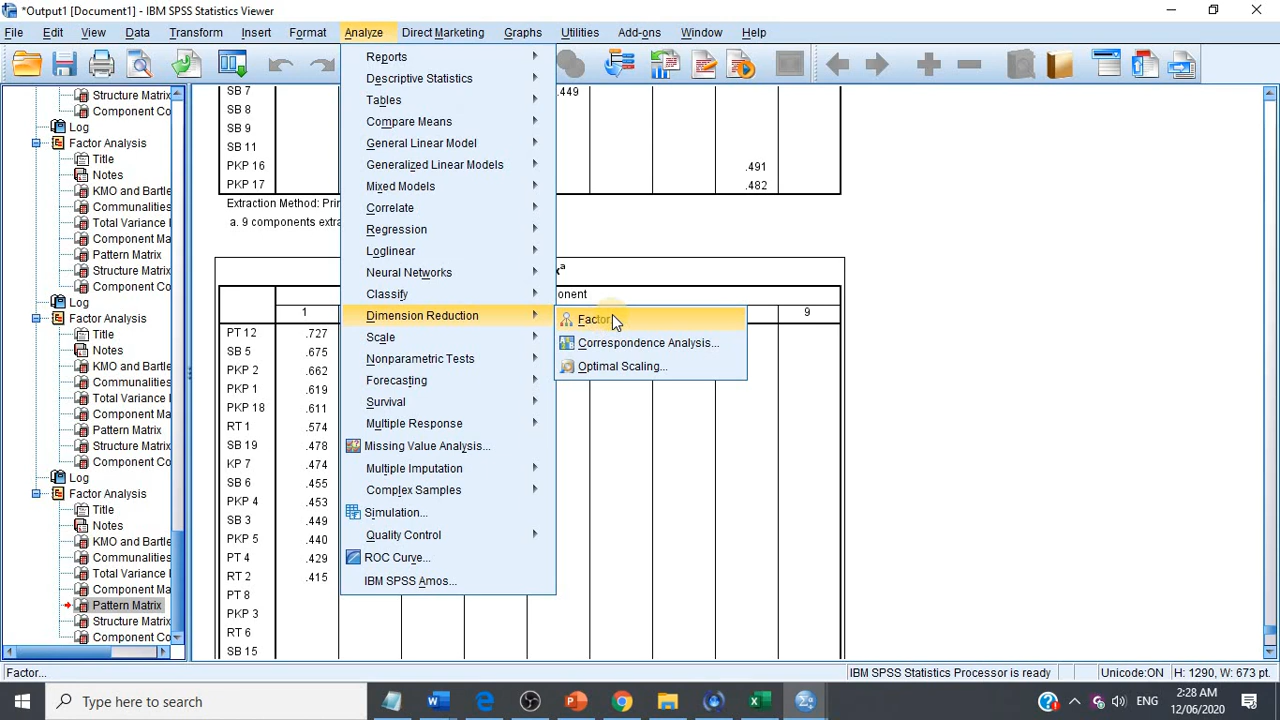 *Output1 [Document1] - IBM SPSS Statistics Viewer
File Edit View Data Transform Insert Format Analyze Direct Marketing Graphs Utilities Add-ons Window Help
Structure Matrix
Component Co
Log
Factor Analysis
Title
Notes
KMO and Bartle
Communalities
Total Variance
Component Ma
Pattern Matrix
Structure Matrix
Component Co
Log
Factor Analysis
Title
Notes
KMO and Bartle
Communalities
Total Variance
Component Ma
Pattern Matrix
Structure Matrix
Component Co
Log
Factor Analysis
Title
Notes
KMO and Bartle
Communalities
Total Variance
Component Ma
Pattern Matrix
Structure Matrix
Component Co
Reports
Descriptive Statistics
Tables
Compare Means
General Linear Model
Generalized Linear Models
Mixed Models
Correlate
Regression
Loglinear
Neural Networks
Classify
Dimension Reduction
Scale
Nonparametric Tests
Forecasting
Survival
Multiple Response
Missing Value Analysis...
Multiple Imputation
Complex Samples
Simulation...
Quality Control
ROC Curve...
IBM SPSS Amos...
Factor
Correspondence Analysis...
Optimal Scaling...
SB 7 .449
SB 8
SB 9
SB 11
PKP 16 .491
PKP 17 .482
Extraction Method: Prin
a. 9 components extra
xa
onent
1 9
PT 12 .727
SB 5 .675
PKP 2 .662
PKP 1 .619
PKP 18 .611
RT 1 .574
SB 19 .478
KP 7 .474
SB 6 .455
PKP 4 .453
SB 3 .449
PKP 5 .440
PT 4 .429
RT 2 .415
PT 8
PKP 3
RT 6
SB 15
Factor... IBM SPSS Statistics Processor is ready Unicode:ON H: 1290, W: 673 pt.
Type here to search
ENG
2:28 AM
12/06/2020